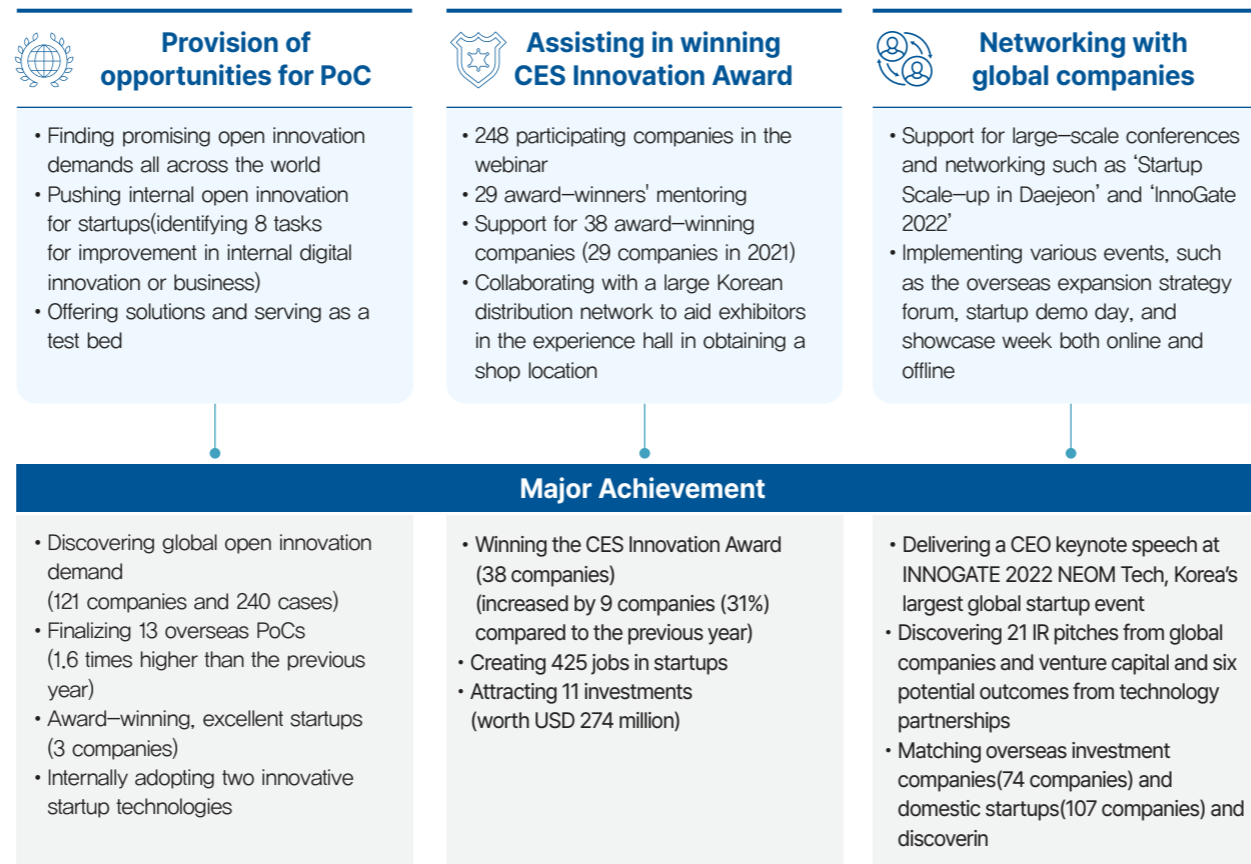 Provision of
opportunities for PoC
• Finding promising open innovation
demands all across the world
• Pushing internal open innovation
for startups(identifying 8 tasks
for improvement in internal digital
innovation or business)
• Offering solutions and serving as a
test bed
Assisting in winning
CES Innovation Award
• 248 participating companies in the
webinar
• 29 award–winners' mentoring
• Support for 38 award–winning
companies (29 companies in 2021)
• Collaborating with a large Korean
distribution network to aid exhibitors
in the experience hall in obtaining a
shop location
Networking with
global companies
• Support for large–scale conferences
and networking such as ‘Startup
Scale–up in Daejeon’ and ‘InnoGate
2022’
• Implementing various events, such
as the overseas expansion strategy
forum, startup demo day, and
showcase week both online and
offline
Major Achievement
• Discovering global open innovation
demand
(121 companies and 240 cases)
• Finalizing 13 overseas PoCs
(1.6 times higher than the previous
year)
• Award–winning, excellent startups
(3 companies)
• Internally adopting two innovative
startup technologies
• Winning the CES Innovation Award
(38 companies)
(increased by 9 companies (31%)
compared to the previous year)
• Creating 425 jobs in startups
• Attracting 11 investments
(worth USD 274 million)
• Delivering a CEO keynote speech at
INNOGATE 2022 NEOM Tech, Korea’s
largest global startup event
• Discovering 21 IR pitches from global
companies and venture capital and six
potential outcomes from technology
partnerships
• Matching overseas investment
companies(74 companies) and
domestic startups(107 companies) and
discoverin